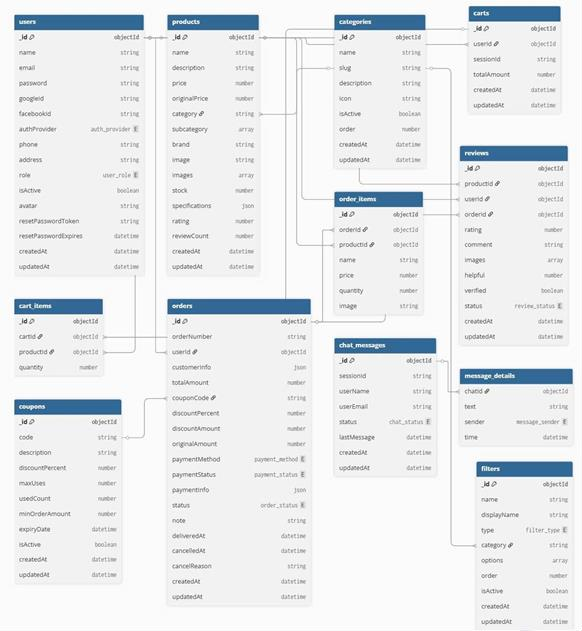 users
_id objectId
name string
email string
password string
googleId string
facebookId string
authProvider auth_provider E
phone string
address string
role user_role E
isActive boolean
avatar string
resetPasswordToken string
resetPasswordExpires datetime
createdAt datetime
updatedAt datetime
products
_id objectId
name string
description string
price number
originalPrice number
category string
subcategory array
brand string
image string
images array
stock number
specifications json
rating number
reviewCount number
createdAt datetime
updatedAt datetime
categories
_id objectId
name string
slug string
description string
icon string
isActive boolean
order number
createdAt datetime
updatedAt datetime
carts
_id objectId
userId objectId
sessionId string
totalAmount number
createdAt datetime
updatedAt datetime
reviews
_id objectId
productId objectId
userId objectId
orderId objectId
rating number
comment string
images array
helpful number
verified boolean
status review_status E
createdAt datetime
updatedAt datetime
order_items
_id objectId
orderId objectId
productId objectId
name string
price number
quantity number
image string
cart_items
_id objectId
cartId objectId
productId objectId
quantity number
orders
_id objectId
orderNumber string
userId objectId
customerInfo json
totalAmount number
couponCode string
discountPercent number
discountAmount number
originalAmount number
paymentMethod payment_method E
paymentStatus payment_status E
paymentInfo json
status order_status E
note string
deliveredAt datetime
cancelledAt datetime
cancelReason string
createdAt datetime
updatedAt datetime
chat_messages
_id objectId
sessionId string
userName string
userEmail string
status chat_status E
lastMessage datetime
createdAt datetime
updatedAt datetime
message_details
chatId objectId
text string
sender message_sender E
time datetime
coupons
_id objectId
code string
description string
discountPercent number
maxUses number
usedCount number
minOrderAmount number
expiryDate datetime
isActive boolean
createdAt datetime
updatedAt datetime
filters
_id objectId
name string
displayName string
type filter_type E
category string
options array
order number
isActive boolean
createdAt datetime
updatedAt datetime